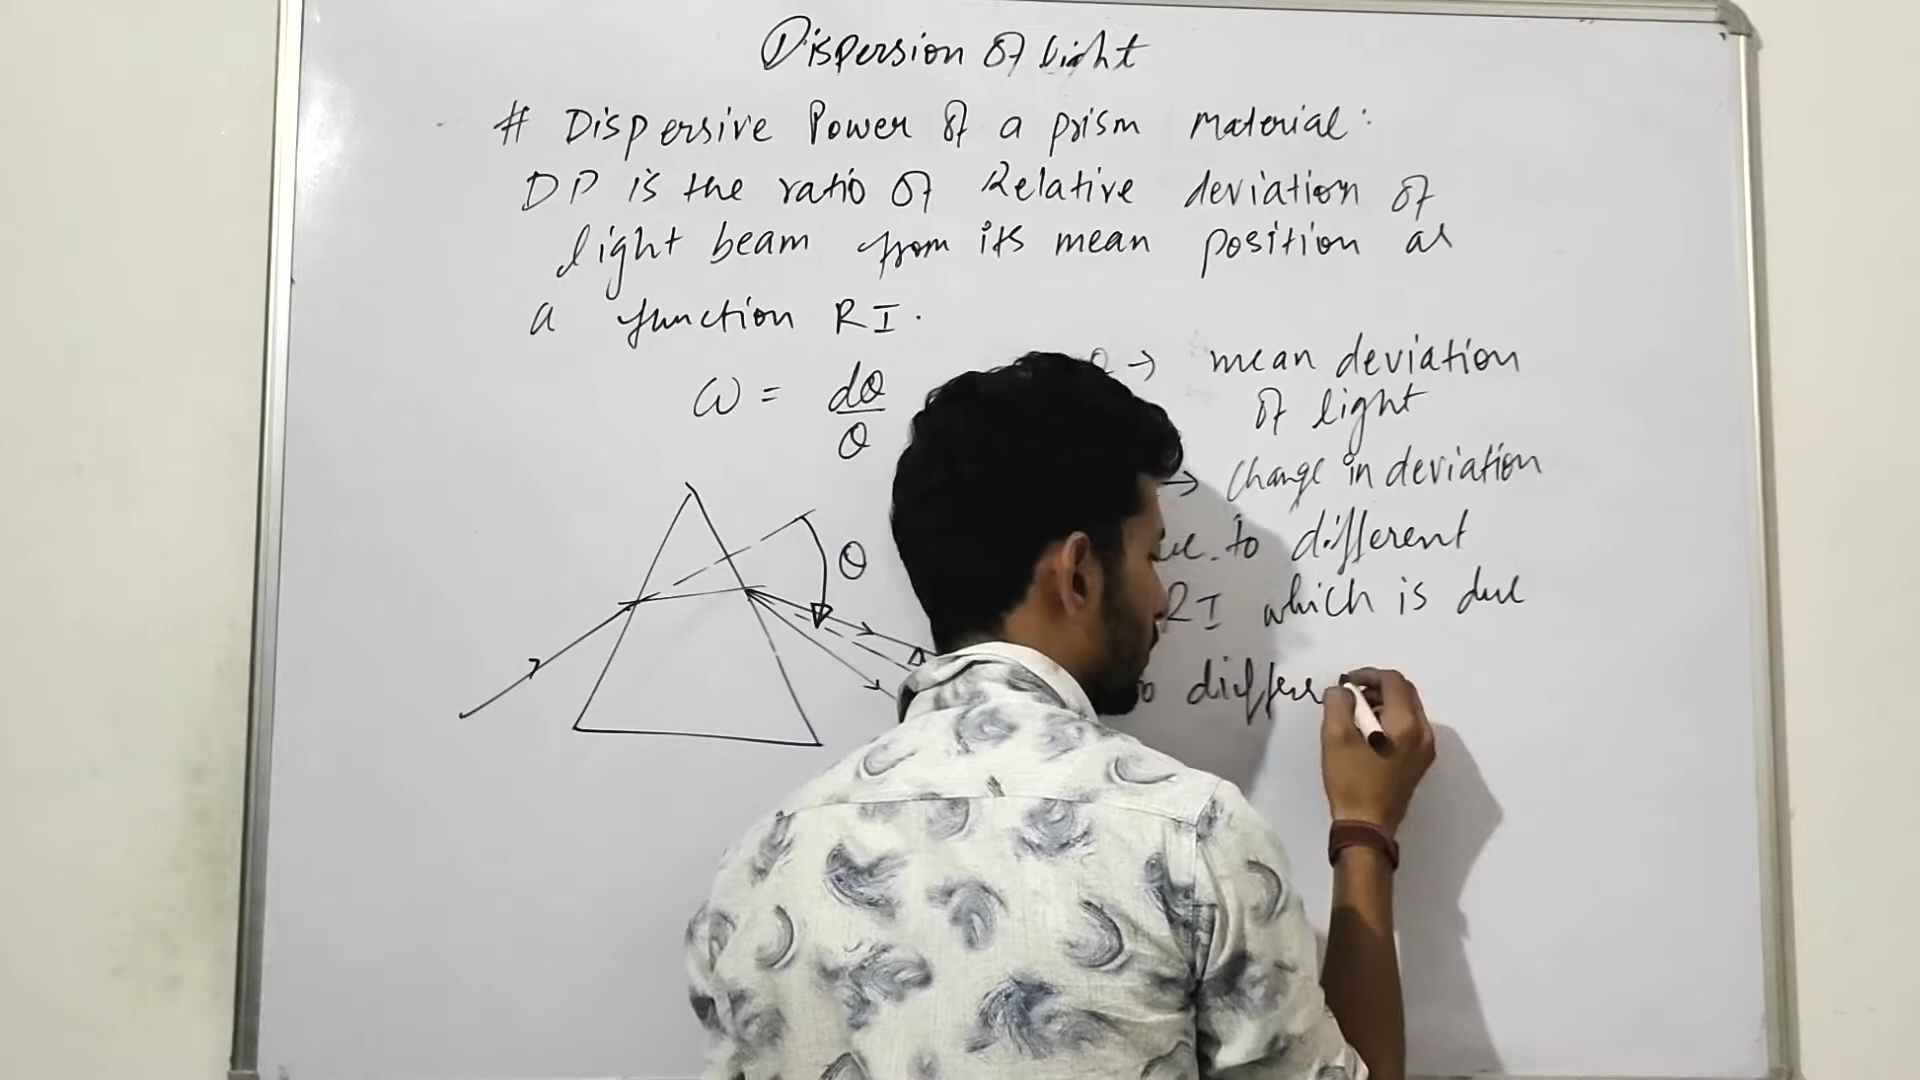 Dispersion of light
# Dispersive Power of a prism material:
DP is the ratio of Relative deviation of
light beam from its mean position as
a function RI.
ω = dθ/θ
→ mean deviation
of light
→ change in deviation
to different
RI which is due
differe
θ